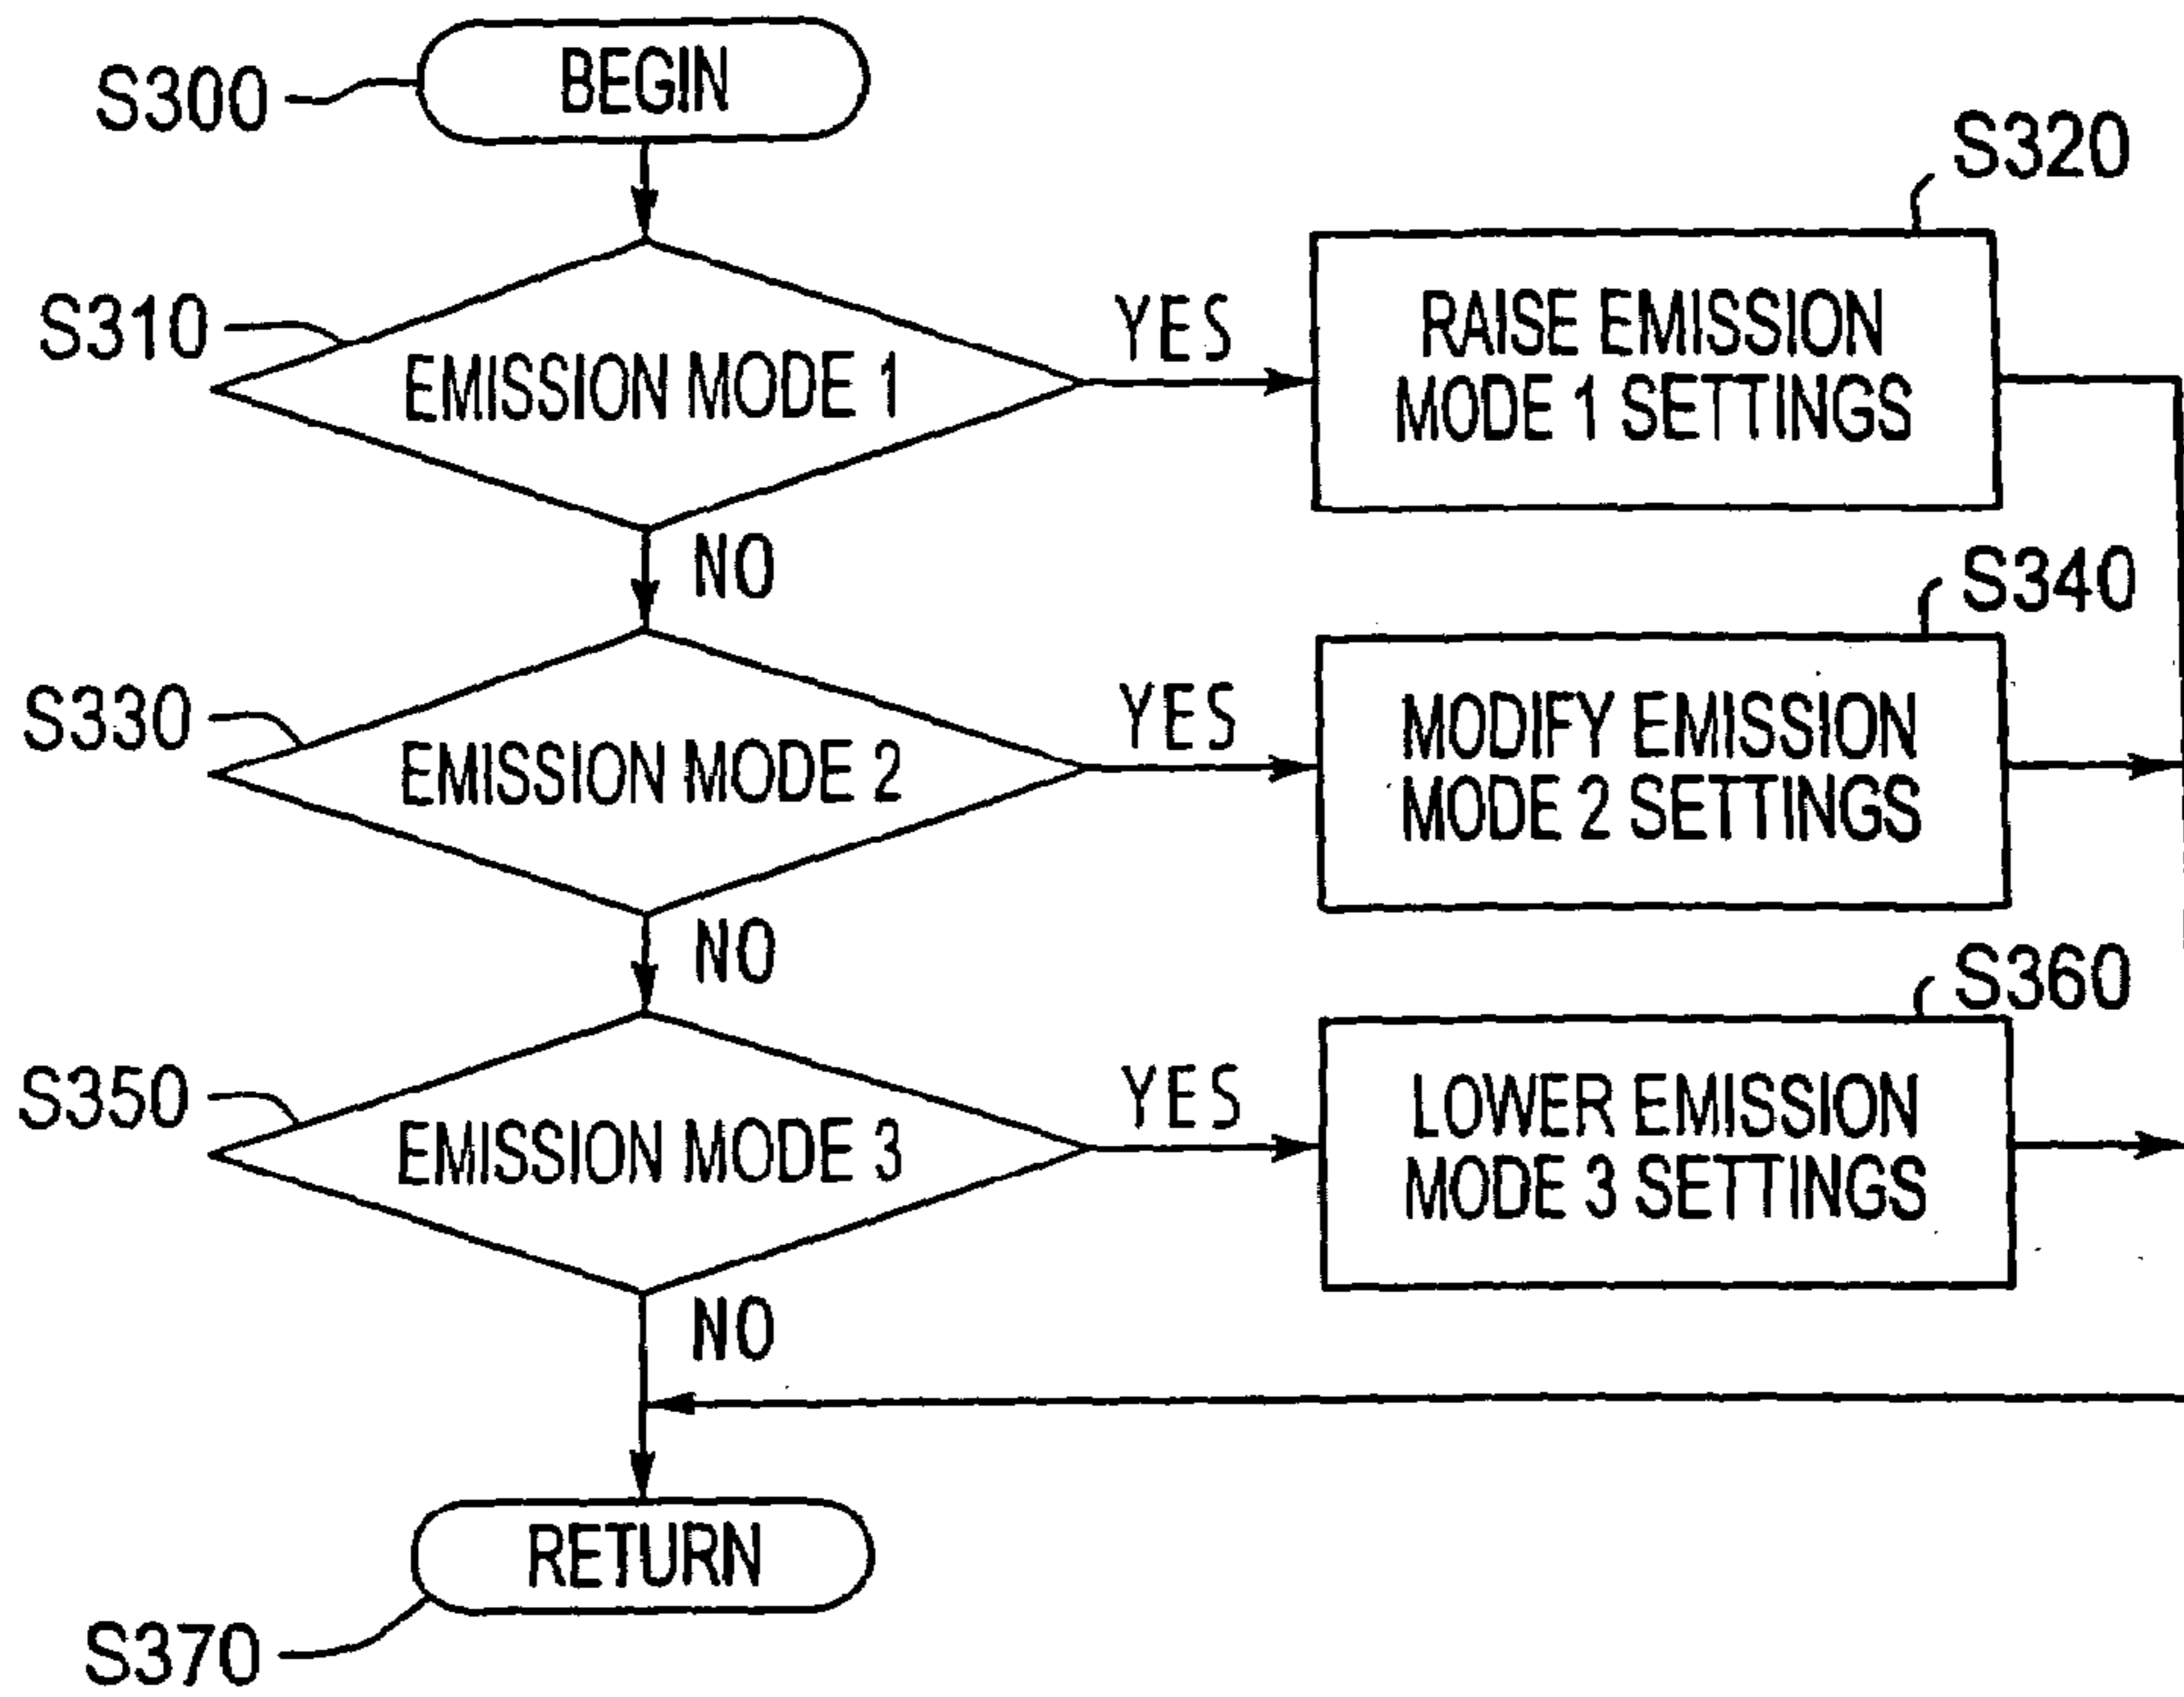 S300
BEGIN
S310
EMISSION MODE 1
YES
S320
RAISE EMISSION
MODE 1 SETTINGS
NO
S330
EMISSION MODE 2
YES
S340
MODIFY EMISSION
MODE 2 SETTINGS
NO
S350
EMISSION MODE 3
YES
S360
LOWER EMISSION
MODE 3 SETTINGS
NO
RETURN
S370